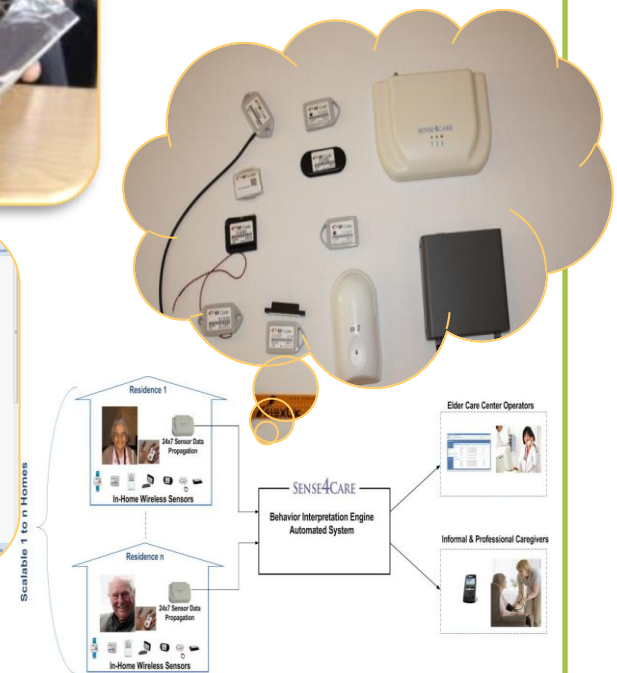 SENSE4CARE
Scalable 1 to n Homes
Residence 1
24x7 Sensor Data
Propagation
In-Home Wireless Sensors
Residence n
24x7 Sensor Data
Propagation
In-Home Wireless Sensors
SENSE4CARE
Behavior Interpretation Engine
Automated System
Elder Care Center Operators
Informal & Professional Caregivers